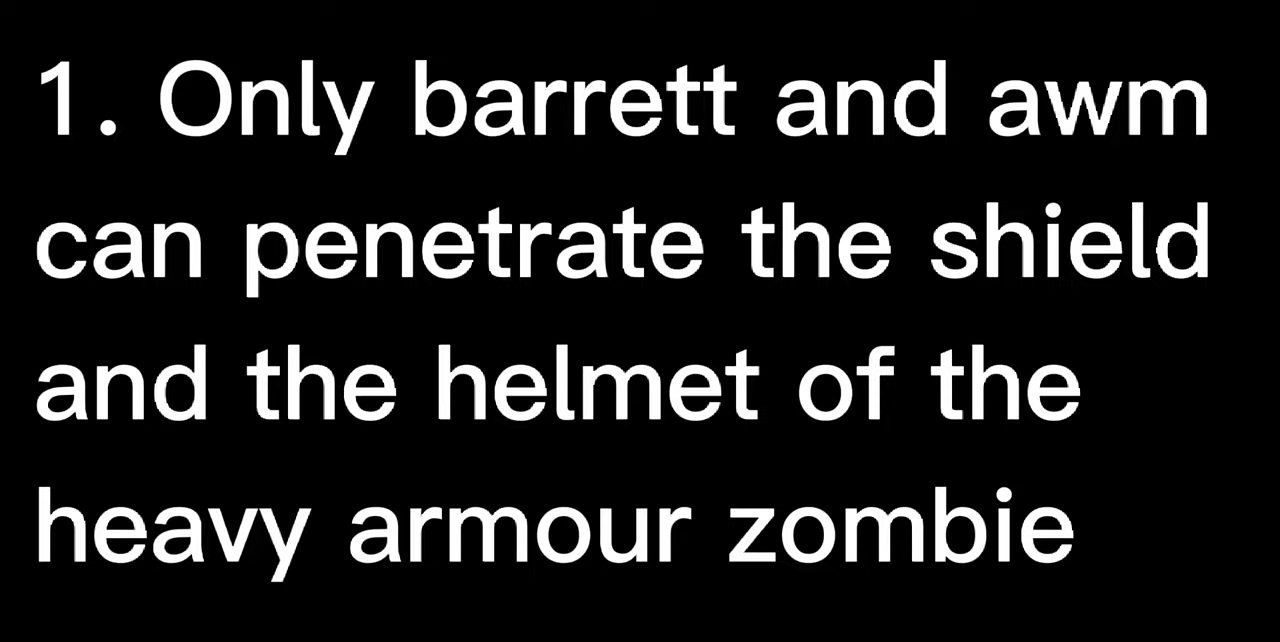 1. Only barrett and awm
can penetrate the shield
and the helmet of the
heavy armour zombie